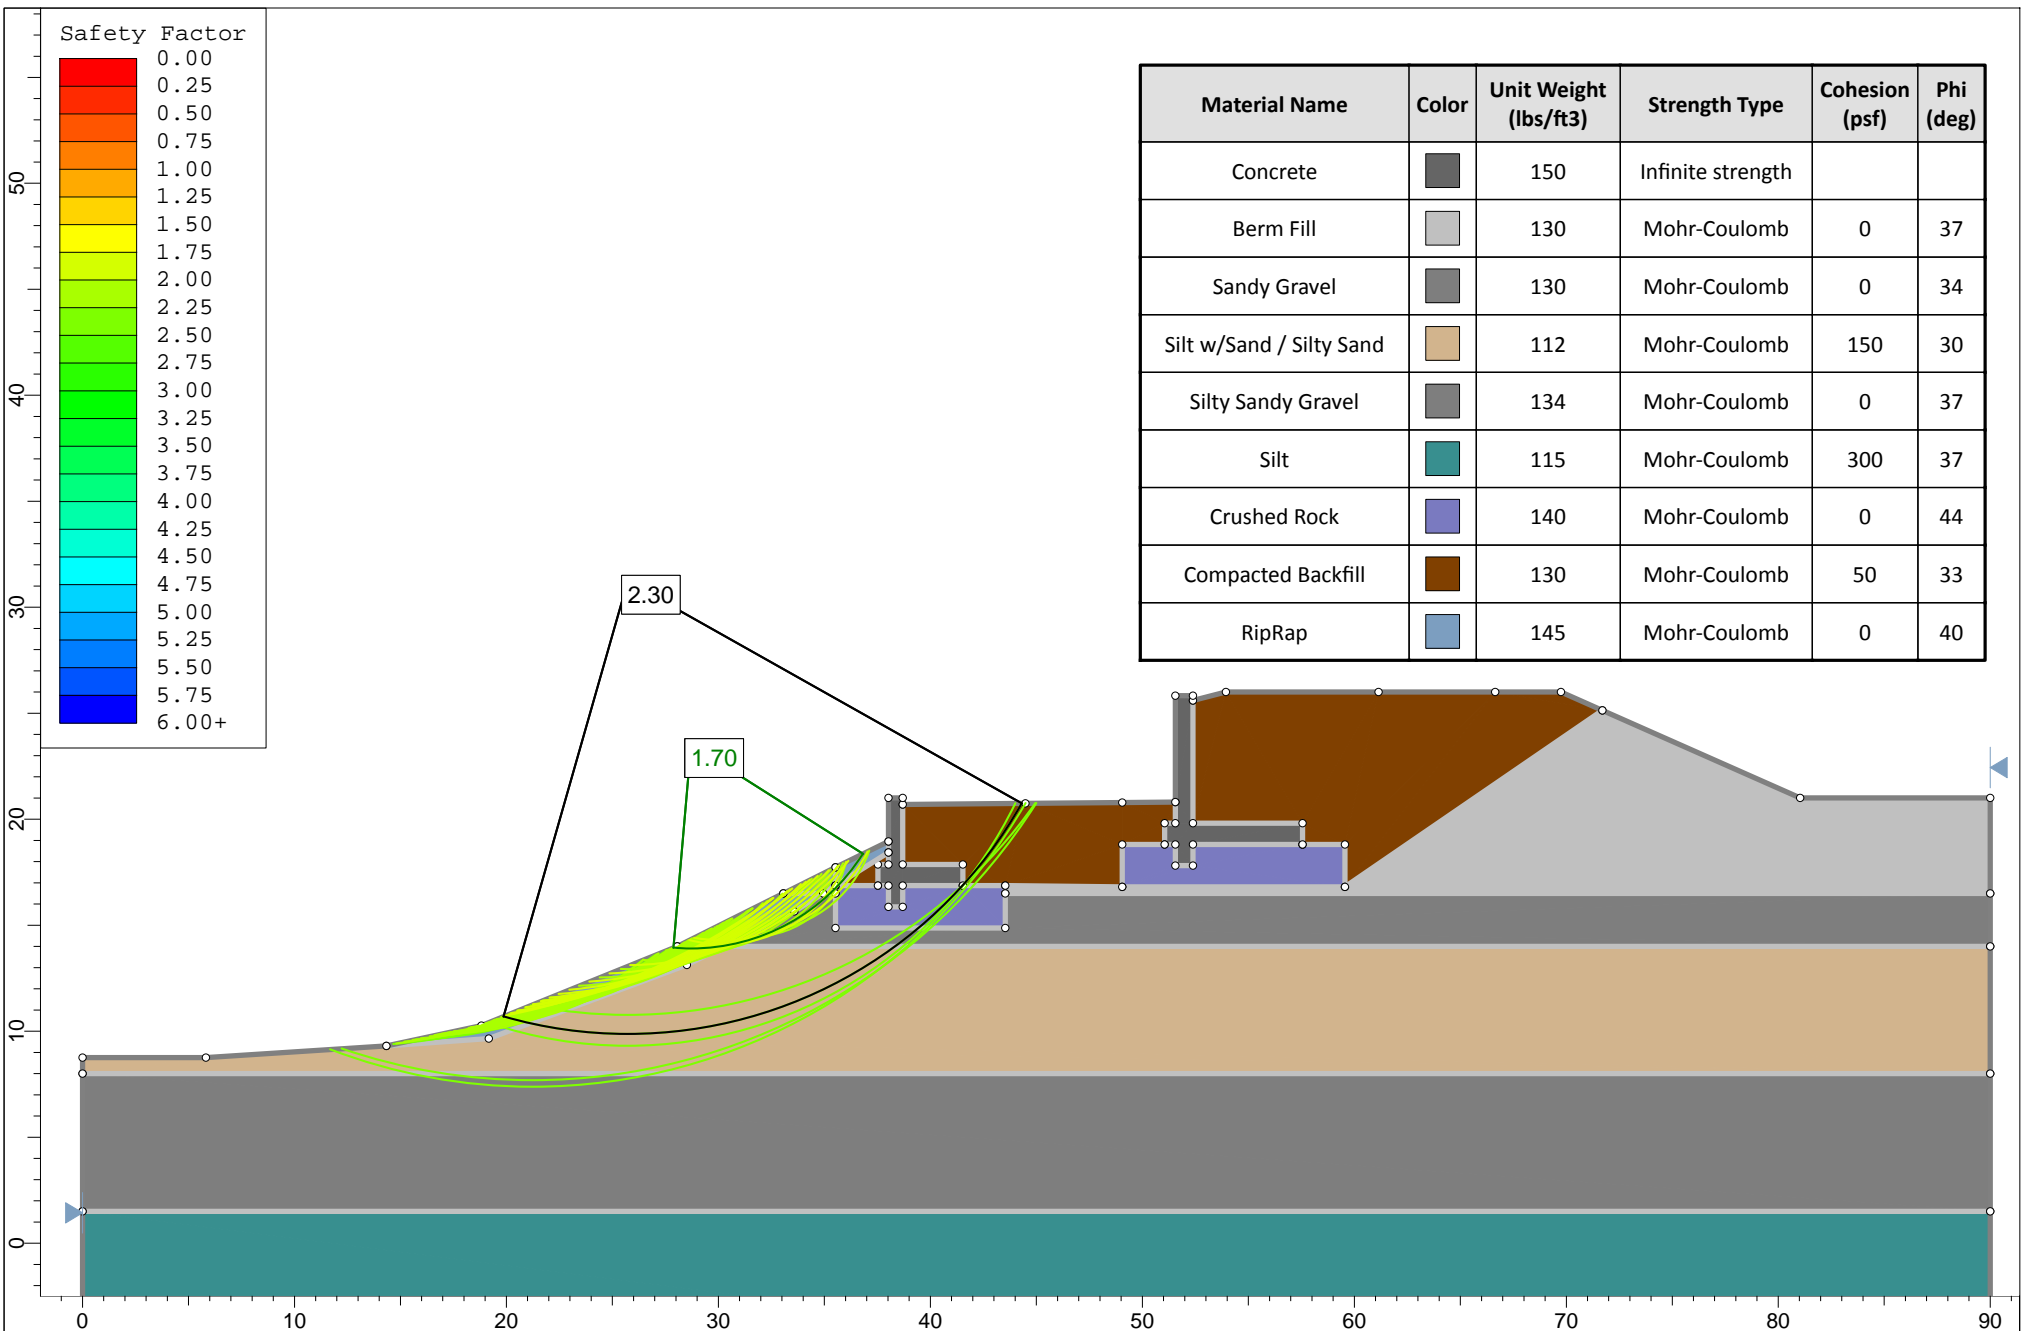 Safety Factor
0.00
0.25
0.50
0.75
1.00
1.25
1.50
1.75
2.00
2.25
2.50
2.75
3.00
3.25
3.50
3.75
4.00
4.25
4.50
4.75
5.00
5.25
5.50
5.75
6.00+
Material Name Color Unit Weight (lbs/ft3) Strength Type Cohesion (psf) Phi (deg)
Concrete 150 Infinite strength
Berm Fill 130 Mohr-Coulomb 0 37
Sandy Gravel 130 Mohr-Coulomb 0 34
Silt w/Sand / Silty Sand 112 Mohr-Coulomb 150 30
Silty Sandy Gravel 134 Mohr-Coulomb 0 37
Silt 115 Mohr-Coulomb 300 37
Crushed Rock 140 Mohr-Coulomb 0 44
Compacted Backfill 130 Mohr-Coulomb 50 33
RipRap 145 Mohr-Coulomb 0 40
2.30
1.70
50
40
30
20
10
0
0 10 20 30 40 50 60 70 80 90